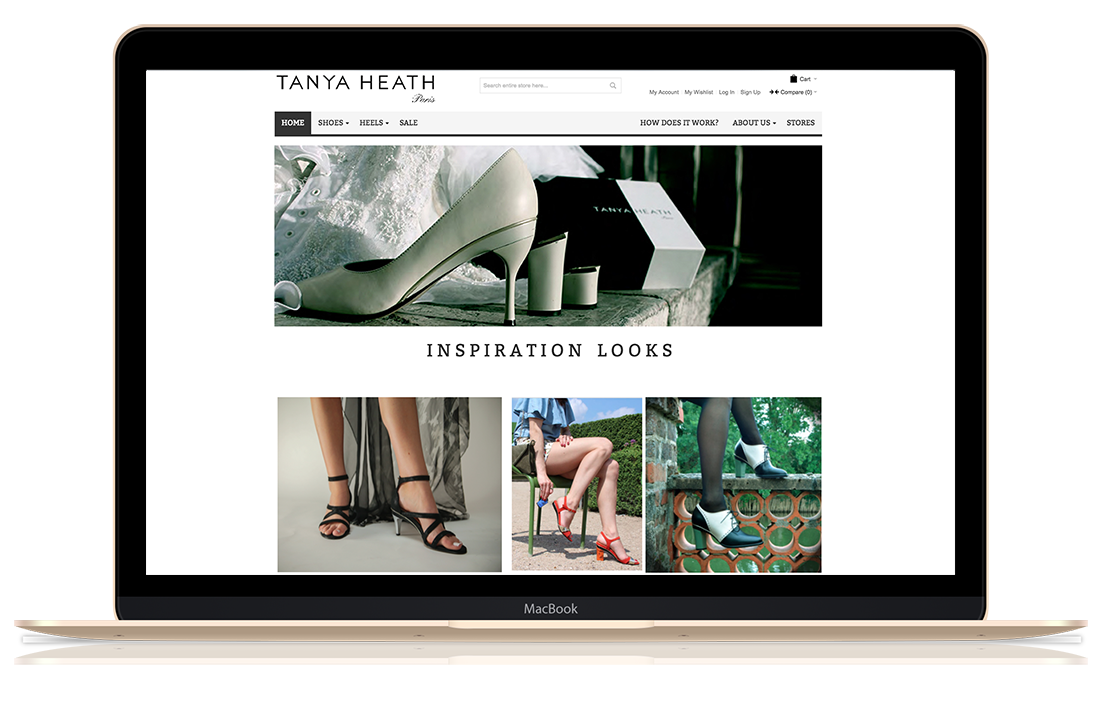 TANYA HEATH
Paris
Search entire store here...
Cart
My Account My Wishlist Log In Sign Up Compare (0)
HOME SHOES HEELS SALE HOW DOES IT WORK? ABOUT US STORES
TANYA HEATH
Paris
INSPIRATION LOOKS
MacBook